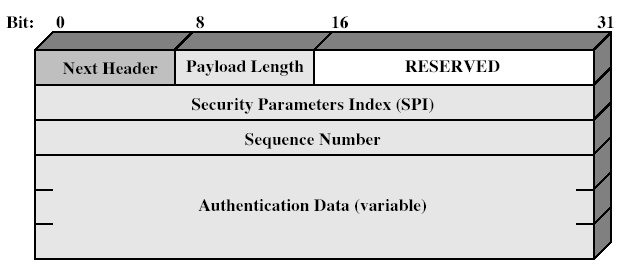 Bit: 0 8 16 31
Next Header Payload Length RESERVED
Security Parameters Index (SPI)
Sequence Number
Authentication Data (variable)